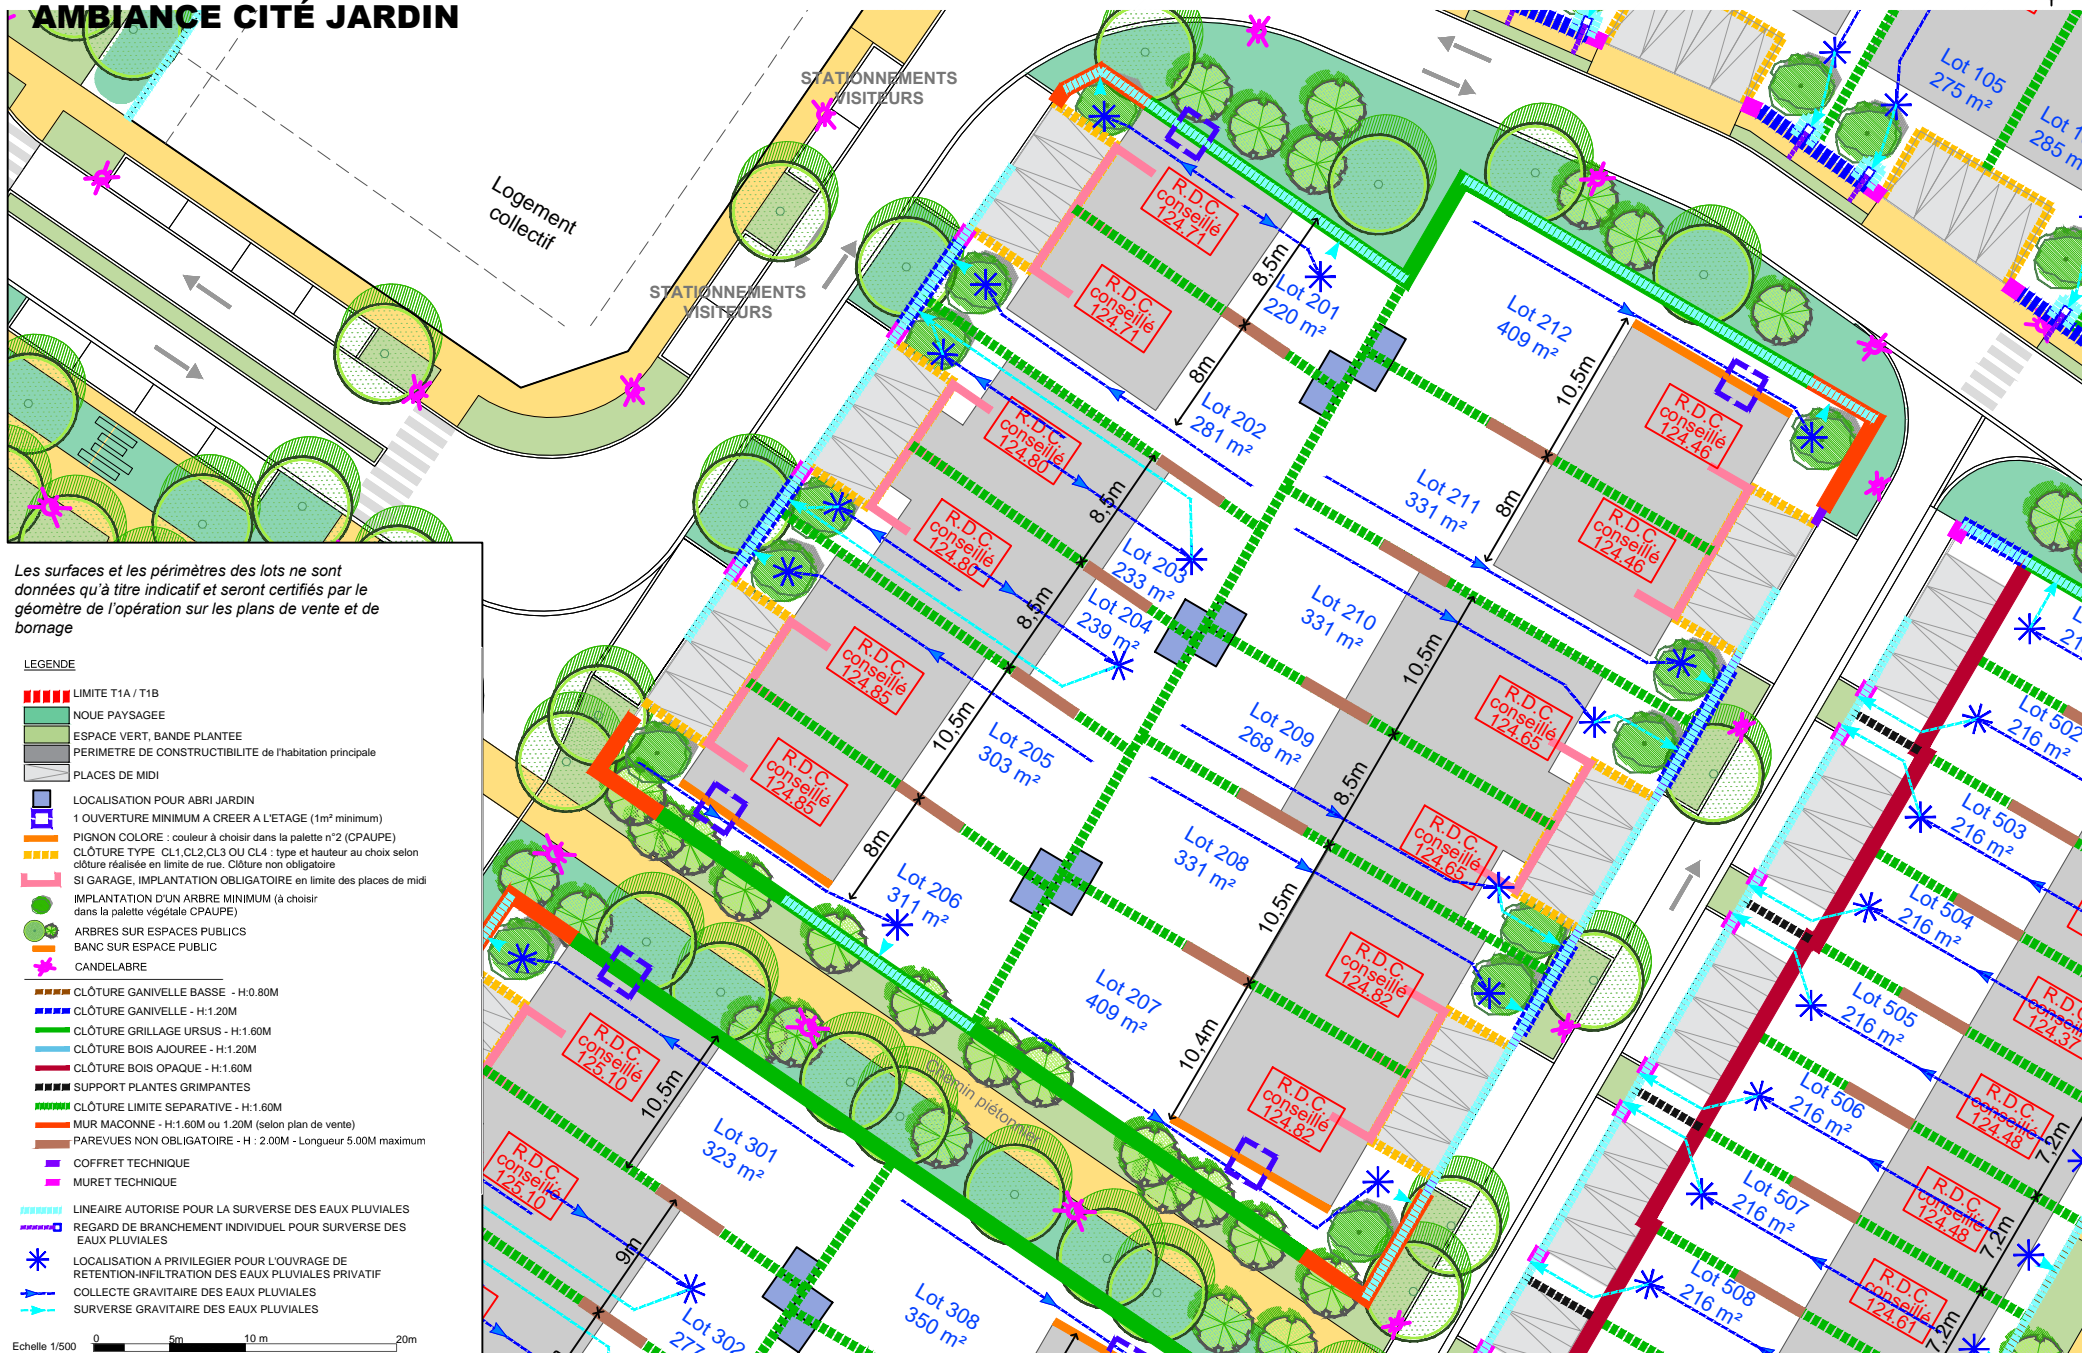 AMBIANCE CITÉ JARDIN
Logement
collectif
STATIONNEMENTS
VISITEURS
STATIONNEMENTS
VISITEURS
Lot 105
275 m²
285 m
R.D.C.
conseillé
124.71
R.D.C.
conseillé
124.71
8,5m
8m
Lot 201
220 m²
Lot 202
281 m²
Lot 212
409 m²
10,5m
8m
R.D.C.
conseillé
124.46
R.D.C.
conseillé
124.46
Lot 211
331 m²
R.D.C.
conseillé
124.80
R.D.C.
conseillé
124.80
8,5m
8,5m
Lot 203
233 m²
Lot 204
239 m²
Lot 210
331 m²
10,5m
8,5m
R.D.C.
conseillé
124.65
R.D.C.
conseillé
124.65
Lot 209
268 m²
R.D.C.
conseillé
124.85
R.D.C.
conseillé
124.85
10,5m
8m
Lot 205
303 m²
Lot 206
311 m²
Lot 208
331 m²
10,5m
10,4m
R.D.C.
conseillé
124.82
R.D.C.
conseillé
124.82
Lot 207
409 m²
Chemin piétonnier
R.D.C.
conseillé
125.10
R.D.C.
conseillé
125.10
10,5m
9m
Lot 301
323 m²
Lot 302
277
Lot 308
350 m²
Lot 502
216 m²
Lot 503
216 m²
Lot 504
216 m²
Lot 505
216 m²
Lot 506
216 m²
Lot 507
216 m²
Lot 508
216 m²
R.D.C.
conseillé
124.37
R.D.C.
conseillé
124.48
R.D.C.
conseillé
124.48
R.D.C.
conseillé
124.61
7,2m
7,2m
7,2m
Les surfaces et les périmètres des lots ne sont
données qu'à titre indicatif et seront certifiés par le
géomètre de l'opération sur les plans de vente et de
bornage
LEGENDE
LIMITE T1A / T1B
NOUE PAYSAGEE
ESPACE VERT, BANDE PLANTEE
PERIMETRE DE CONSTRUCTIBILITE de l'habitation principale
PLACES DE MIDI
LOCALISATION POUR ABRI JARDIN
1 OUVERTURE MINIMUM A CREER A L'ETAGE (1m² minimum)
PIGNON COLORE : couleur à choisir dans la palette n°2 (CPAUPE)
CLÔTURE TYPE CL1,CL2,CL3 OU CL4 : type et hauteur au choix selon
clôture réalisée en limite de rue. Clôture non obligatoire
SI GARAGE, IMPLANTATION OBLIGATOIRE en limite des places de midi
IMPLANTATION D'UN ARBRE MINIMUM (à choisir
dans la palette végétale CPAUPE)
ARBRES SUR ESPACES PUBLICS
BANC SUR ESPACE PUBLIC
CANDELABRE
CLÔTURE GANIVELLE BASSE - H:0.80M
CLÔTURE GANIVELLE - H:1.20M
CLÔTURE GRILLAGE URSUS - H:1.60M
CLÔTURE BOIS AJOUREE - H:1.20M
CLÔTURE BOIS OPAQUE - H:1.60M
SUPPORT PLANTES GRIMPANTES
CLÔTURE LIMITE SEPARATIVE - H:1.60M
MUR MACONNE - H:1.60M ou 1.20M (selon plan de vente)
PAREVUES NON OBLIGATOIRE - H : 2.00M - Longueur 5.00M maximum
COFFRET TECHNIQUE
MURET TECHNIQUE
LINEAIRE AUTORISE POUR LA SURVERSE DES EAUX PLUVIALES
REGARD DE BRANCHEMENT INDIVIDUEL POUR SURVERSE DES
EAUX PLUVIALES
LOCALISATION A PRIVILEGIER POUR L'OUVRAGE DE
RETENTION-INFILTRATION DES EAUX PLUVIALES PRIVATIF
COLLECTE GRAVITAIRE DES EAUX PLUVIALES
SURVERSE GRAVITAIRE DES EAUX PLUVIALES
Echelle 1/500
0 5m 10 m 20m